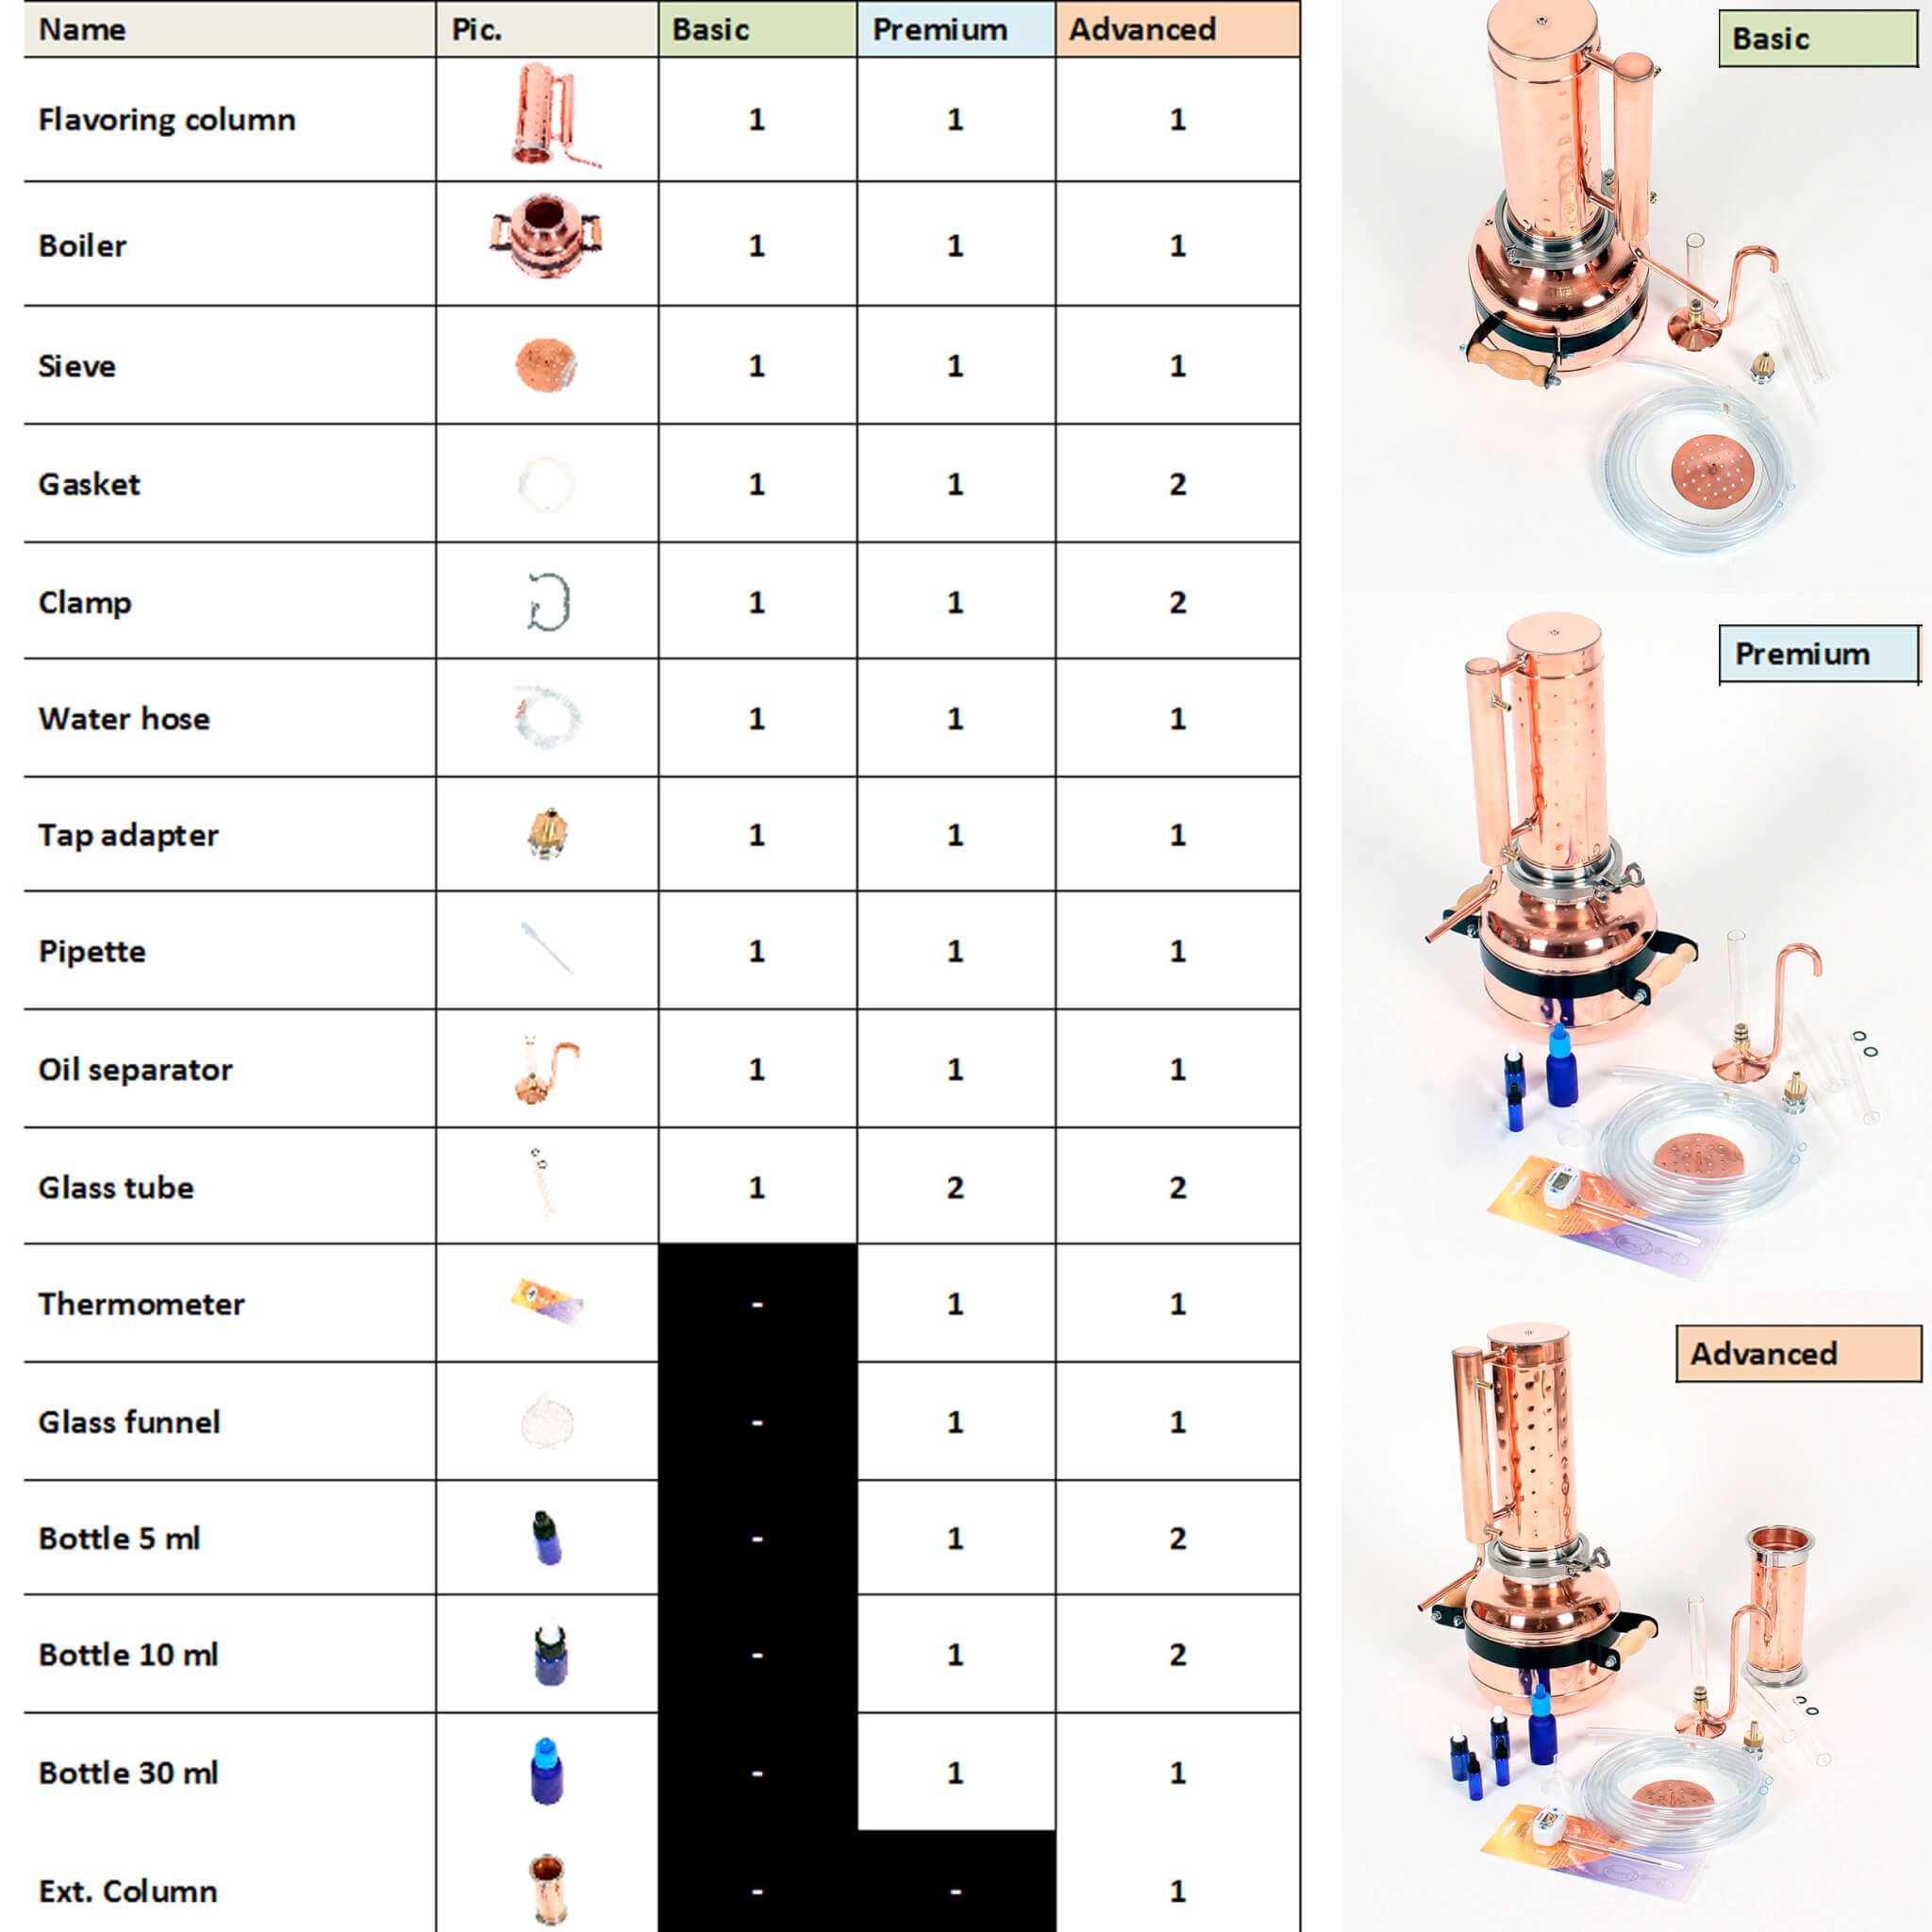 Name Pic. Basic Premium Advanced
Flavoring column 1 1 1
Boiler 1 1 1
Sieve 1 1 1
Gasket 1 1 2
Clamp 1 1 2
Water hose 1 1 1
Tap adapter 1 1 1
Pipette 1 1 1
Oil separator 1 1 1
Glass tube 1 2 2
Thermometer - 1 1
Glass funnel - 1 1
Bottle 5 ml - 1 2
Bottle 10 ml - 1 2
Bottle 30 ml - 1 1
Ext. Column - - 1
Basic
Premium
Advanced